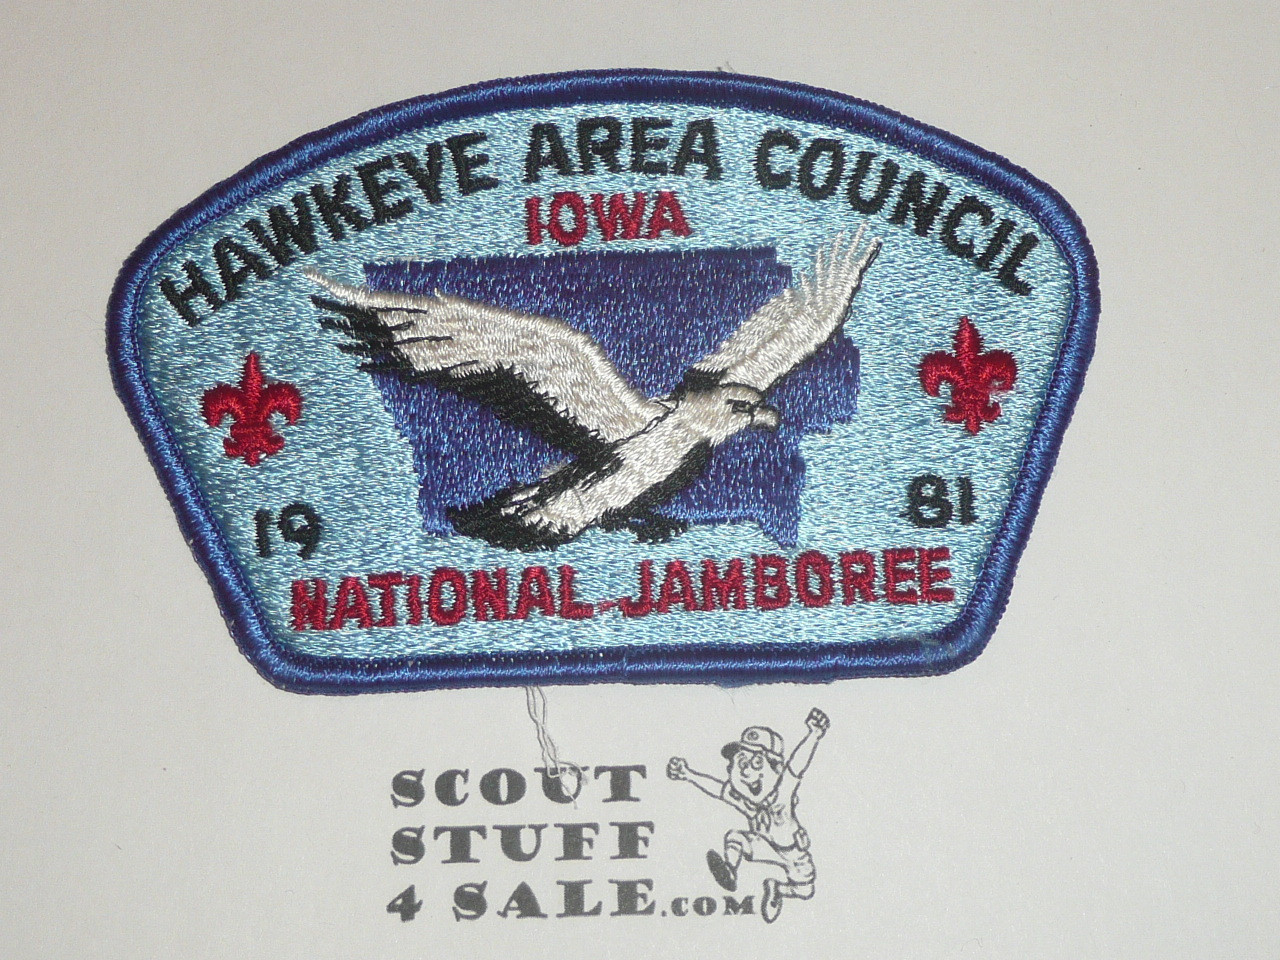 HAWKEYE AREA COUNCIL
IOWA
19 81
NATIONAL JAMBOREE
SCOUT
STUFF
4 SALE.COM